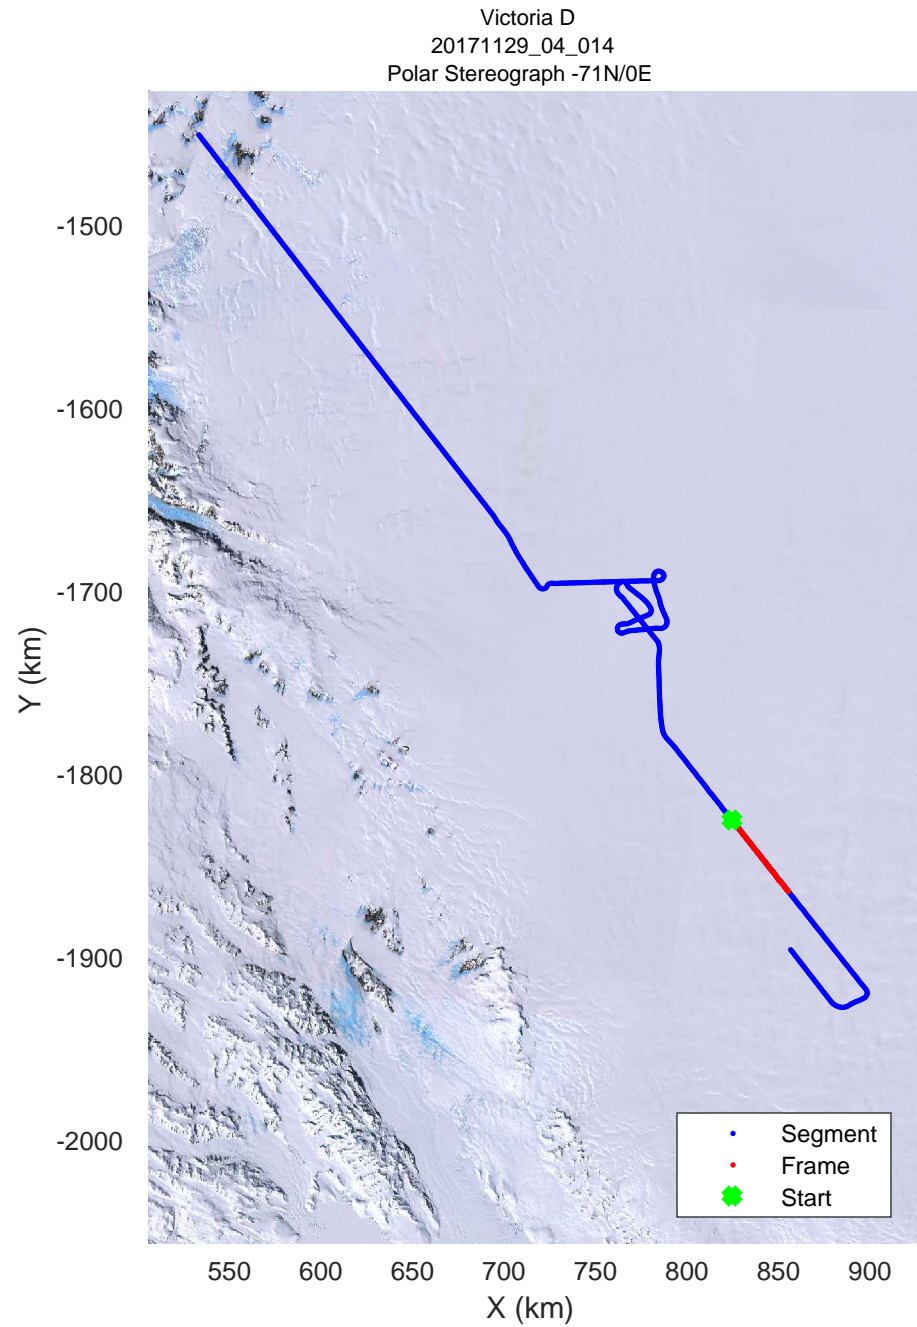 Victoria D
20171129_04_014
Polar Stereograph -71N/0E
-1500
-1600
-1700
-1800
-1900
-2000
Y (km)
Segment
Frame
Start
550 600 650 700 750 800 850 900
X (km)